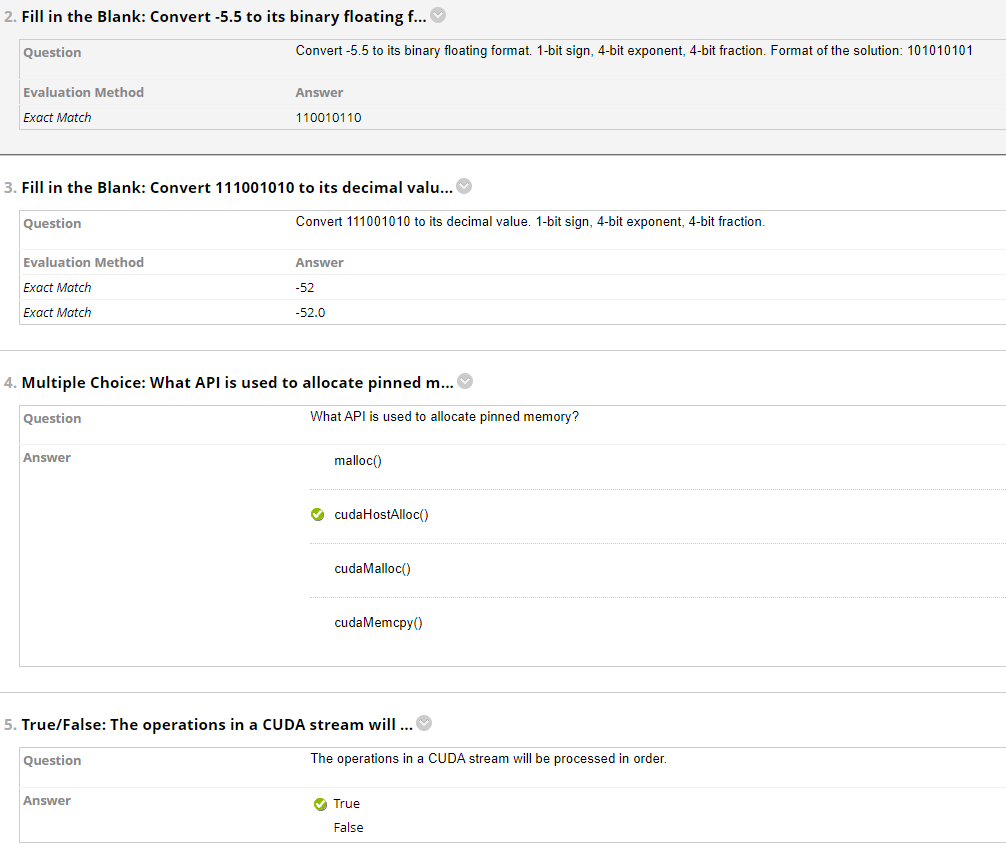 2. Fill in the Blank: Convert -5.5 to its binary floating f...
Question Convert -5.5 to its binary floating format. 1-bit sign, 4-bit exponent, 4-bit fraction. Format of the solution: 101010101
Evaluation Method Answer
Exact Match 110010110
3. Fill in the Blank: Convert 111001010 to its decimal valu...
Question Convert 111001010 to its decimal value. 1-bit sign, 4-bit exponent, 4-bit fraction.
Evaluation Method Answer
Exact Match -52
Exact Match -52.0
4. Multiple Choice: What API is used to allocate pinned m...
Question What API is used to allocate pinned memory?
Answer malloc()
cudaHostAlloc()
cudaMalloc()
cudaMemcpy()
5. True/False: The operations in a CUDA stream will ...
Question The operations in a CUDA stream will be processed in order.
Answer True
False